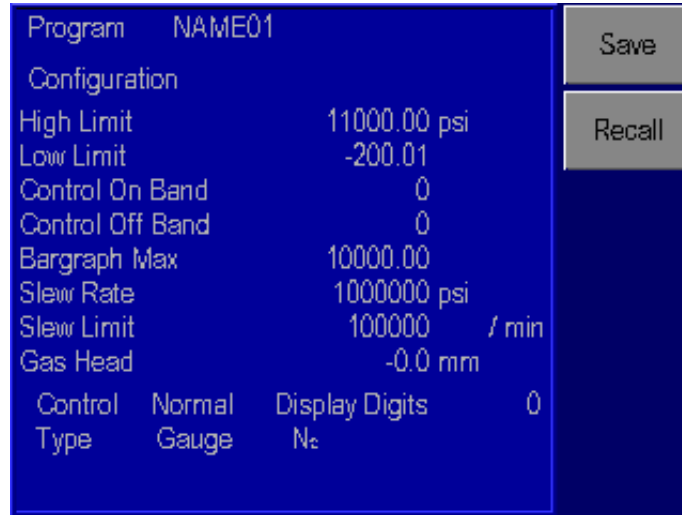 Program NAME01
Save
Configuration
Recall
High Limit 11000.00 psi
Low Limit -200.01
Control On Band 0
Control Off Band 0
Bargraph Max 10000.00
Slew Rate 1000000 psi
Slew Limit 100000 / min
Gas Head -0.0 mm
Control Normal Display Digits 0
Type Gauge N₂